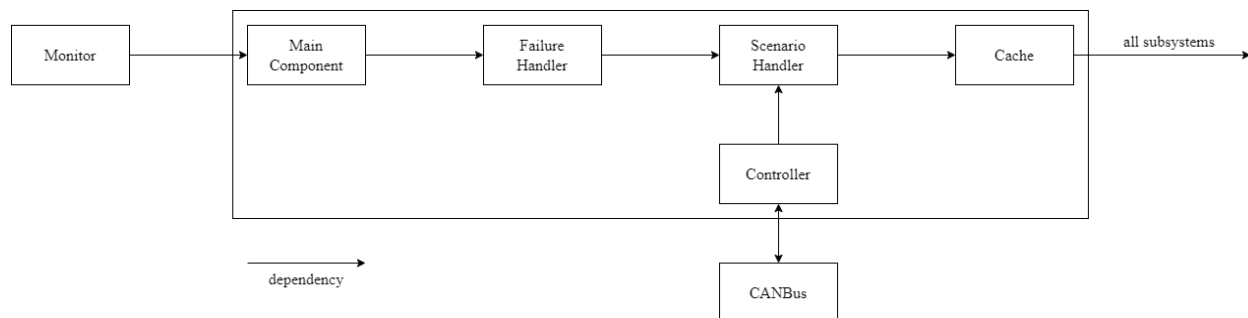 all subsystems
Monitor
Main
Component
Failure
Handler
Scenario
Handler
Cache
Controller
dependency
CANBus